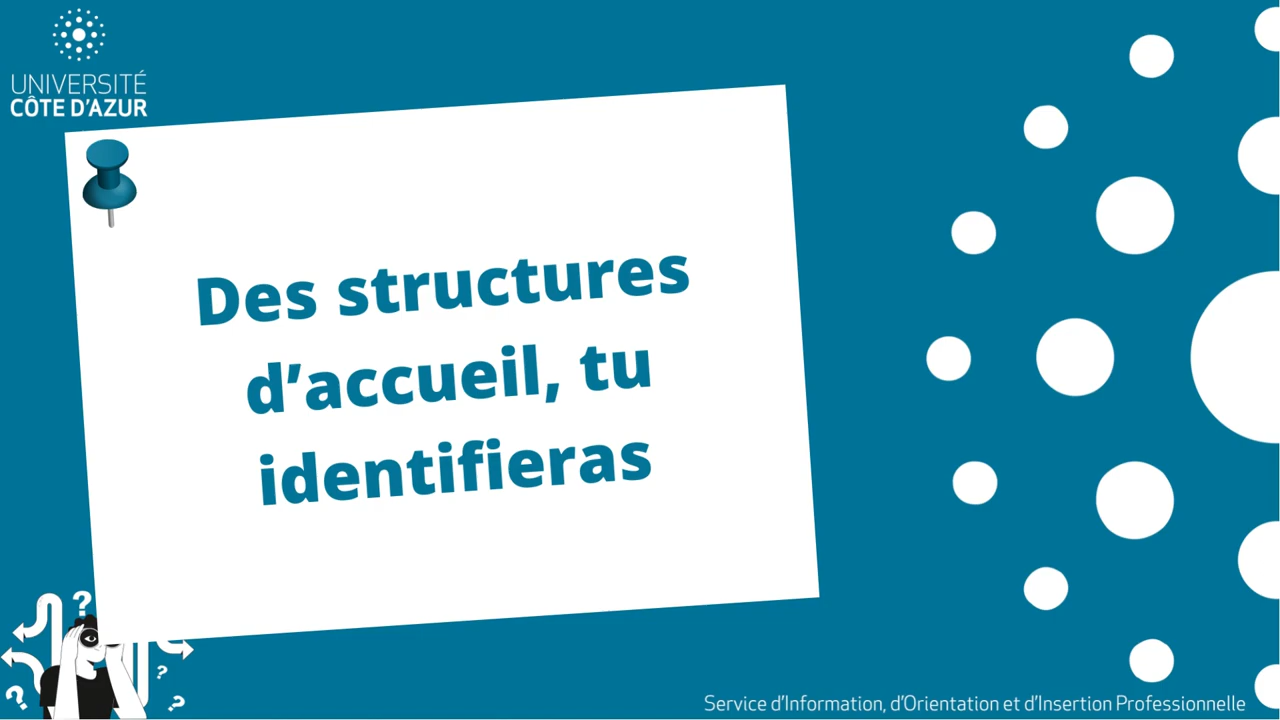 UNIVERSITÉ
CÔTE D'AZUR
Des structures
d'accueil, tu
identifieras
?
?
?
?
Service d'Information, d'Orientation et d'Insertion Professionnelle